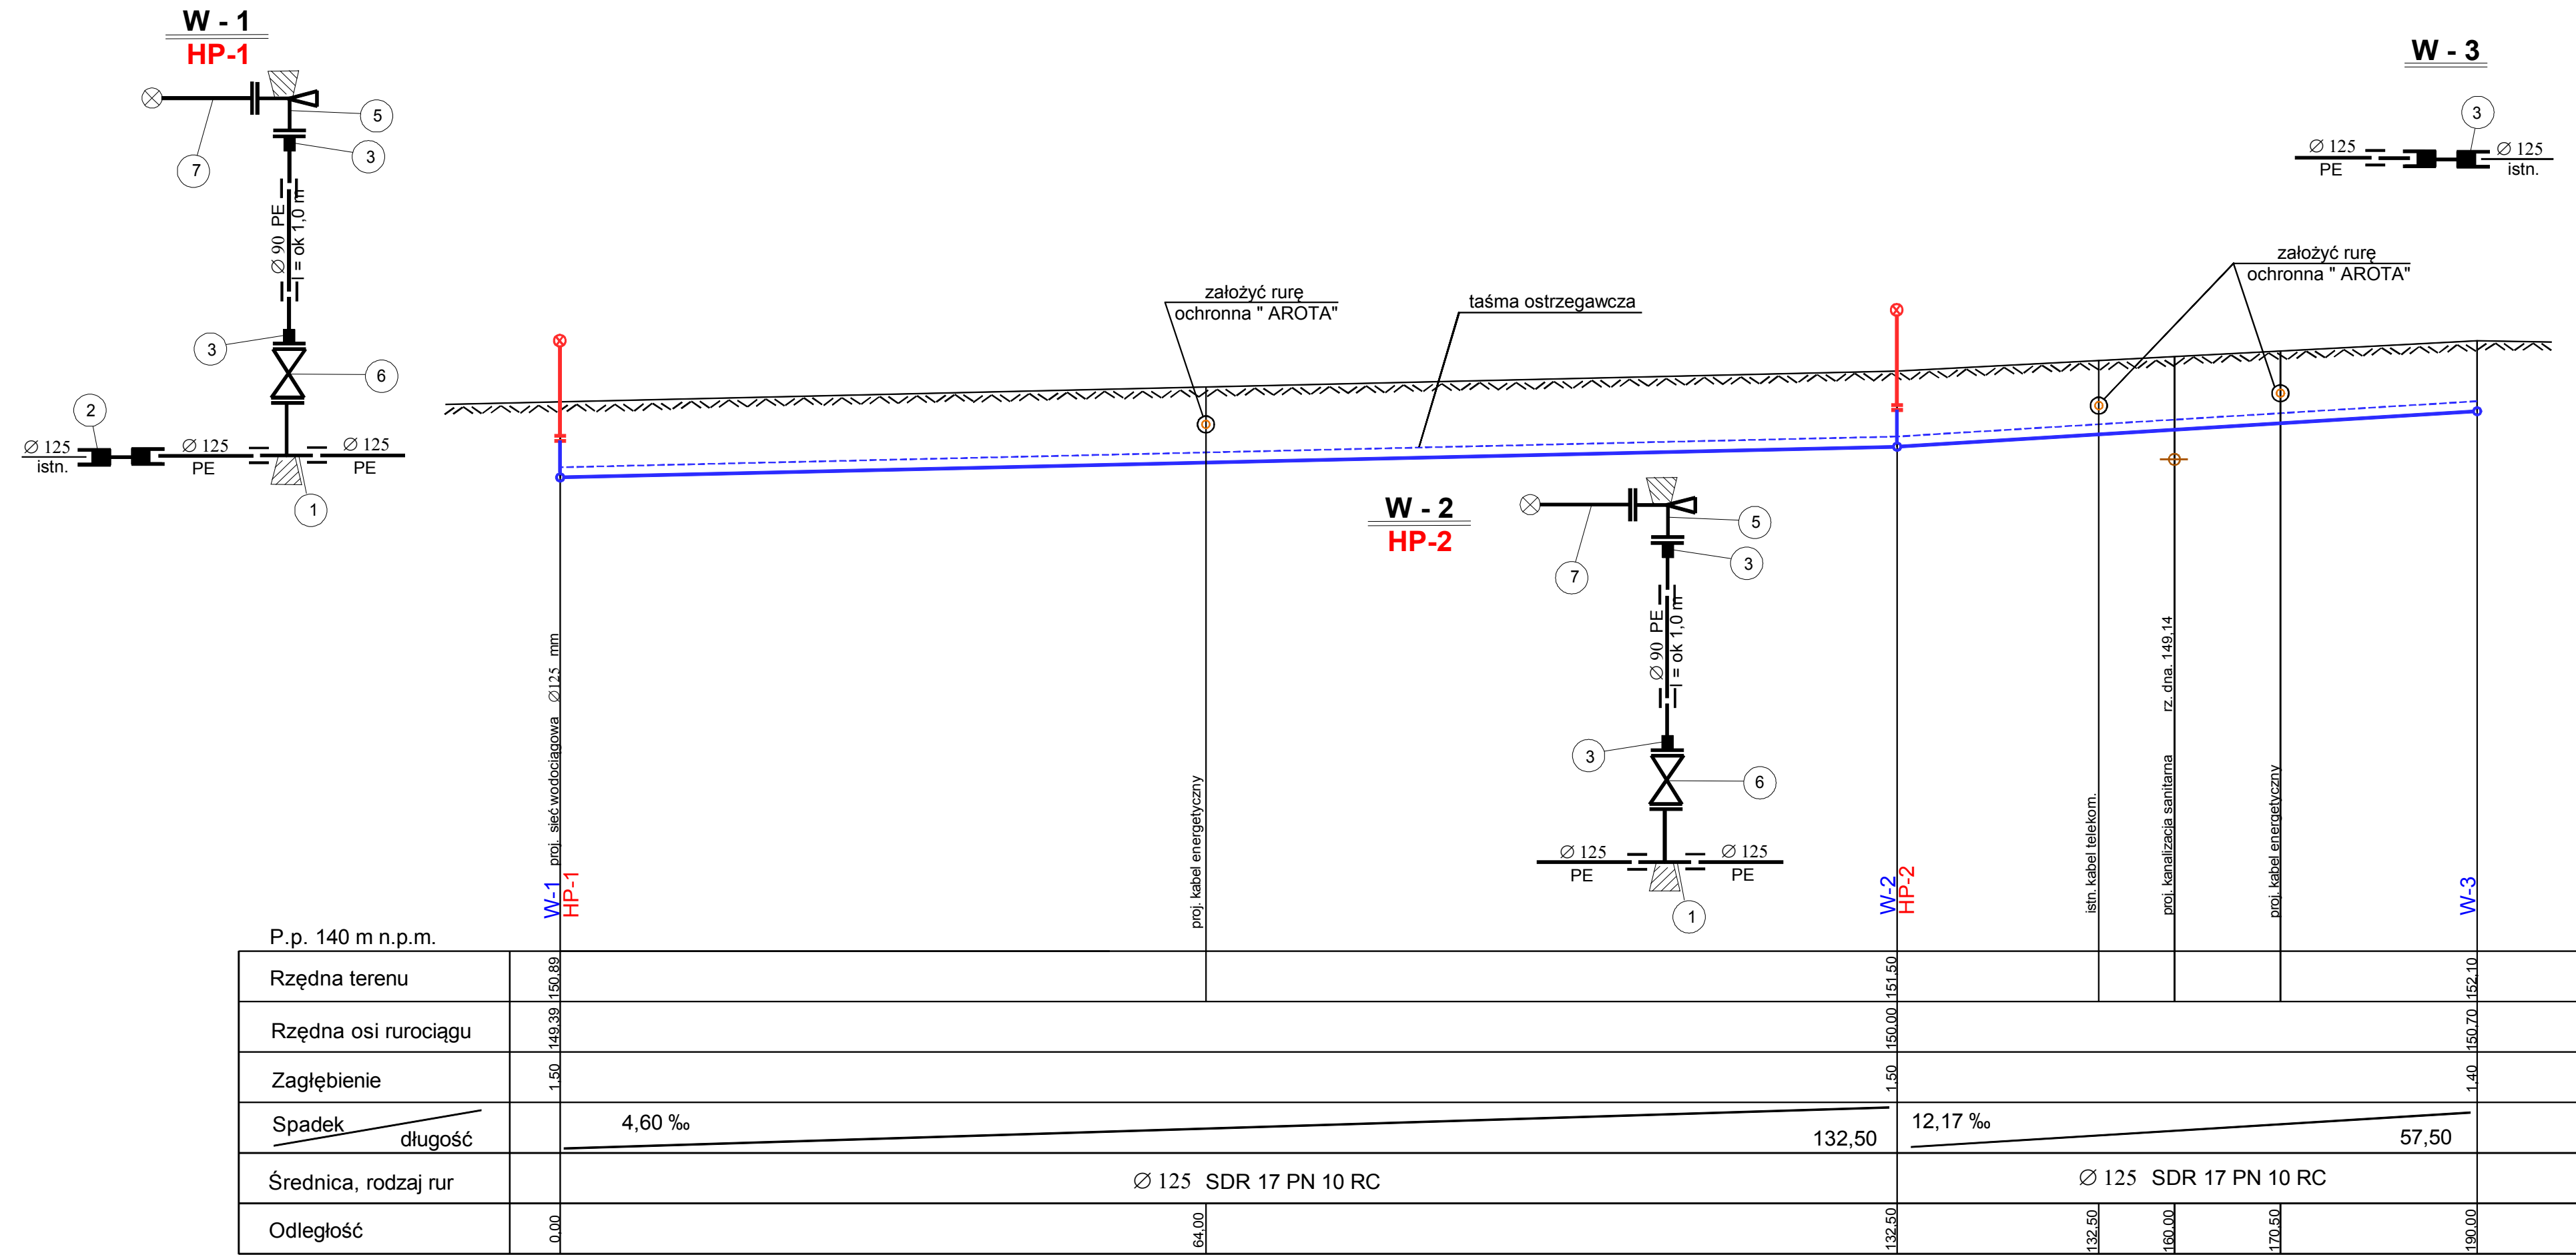 W - 1
HP-1
5
3
7
Ø 90 PE
l = ok 1,0 m
3
6
2
Ø 125
istn.
Ø 125
PE
Ø 125
PE
1
W - 3
3
Ø 125
PE
Ø 125
istn.
założyć rurę
ochronna " AROTA"
taśma ostrzegawcza
założyć rurę
ochronna " AROTA"
W - 2
HP-2
5
3
7
Ø 90 PE
l = ok 1,0 m
3
6
Ø 125
PE
Ø 125
PE
1
proj. sieć wodociągowa Ø125 mm
W-1
HP-1
proj. kabel energetyczny
W-2
HP-2
istn. kabel telekom.
proj. kanalizacja sanitarna rz. dna. 149,14
proj. kabel energetyczny
W-3
P.p. 140 m n.p.m.
Rzędna terenu 150.89 151,50 152,10
Rzędna osi rurociągu 149.39 150,00 150,70
Zagłębienie 1,50 1,50 1,40
Spadek 4,60 ‰ 12,17 ‰
długość 132,50 57,50
Średnica, rodzaj rur Ø 125 SDR 17 PN 10 RC Ø 125 SDR 17 PN 10 RC
Odległość 0,00 64,00 132,50 132,50 160,00 170,50 190,00